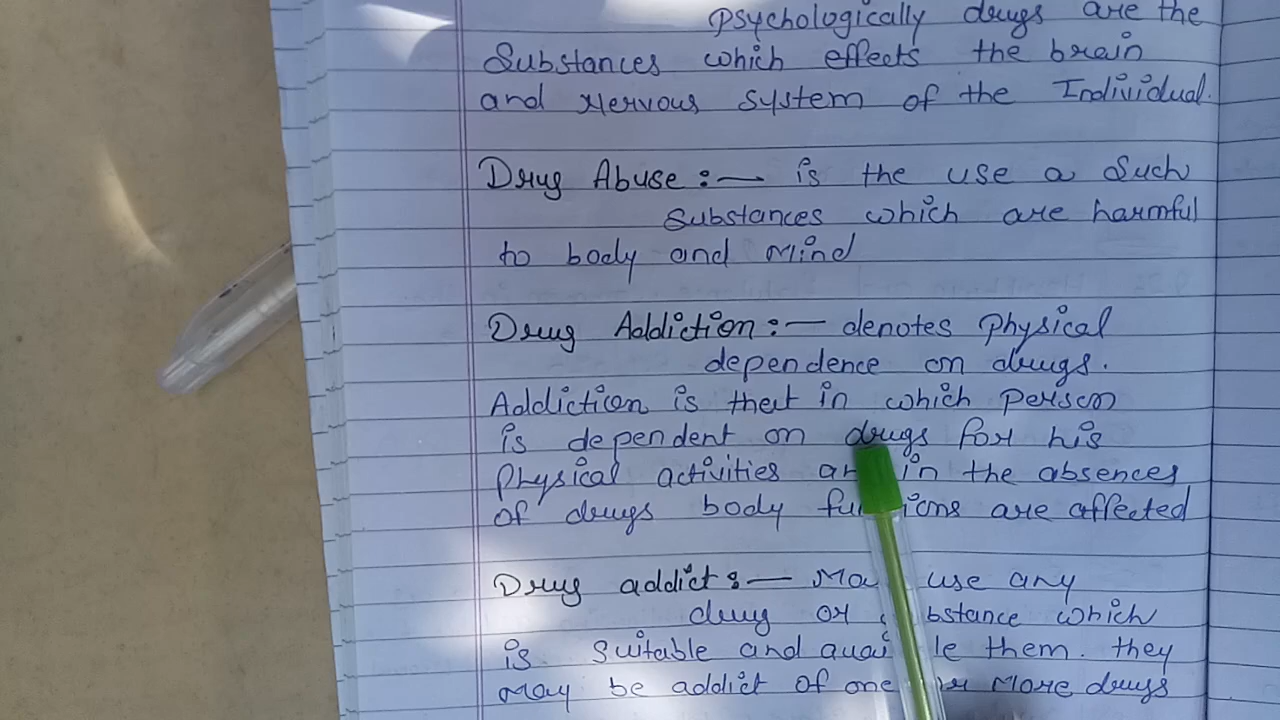 Psychologically drugs are the
Substances which effects the brain
and Nervous system of the Individual.
Drug Abuse :— is the use a Such
Substances which are harmful
to body and Mind
Drug Addiction :— denotes Physical
dependence on drugs.
Addiction is that in which Person
is dependent on drugs for his
Physical activities in the absences
of drugs body are affected
Drug addict :— use any
drug or which
is suitable and them. they
May be addict of one or More drugs